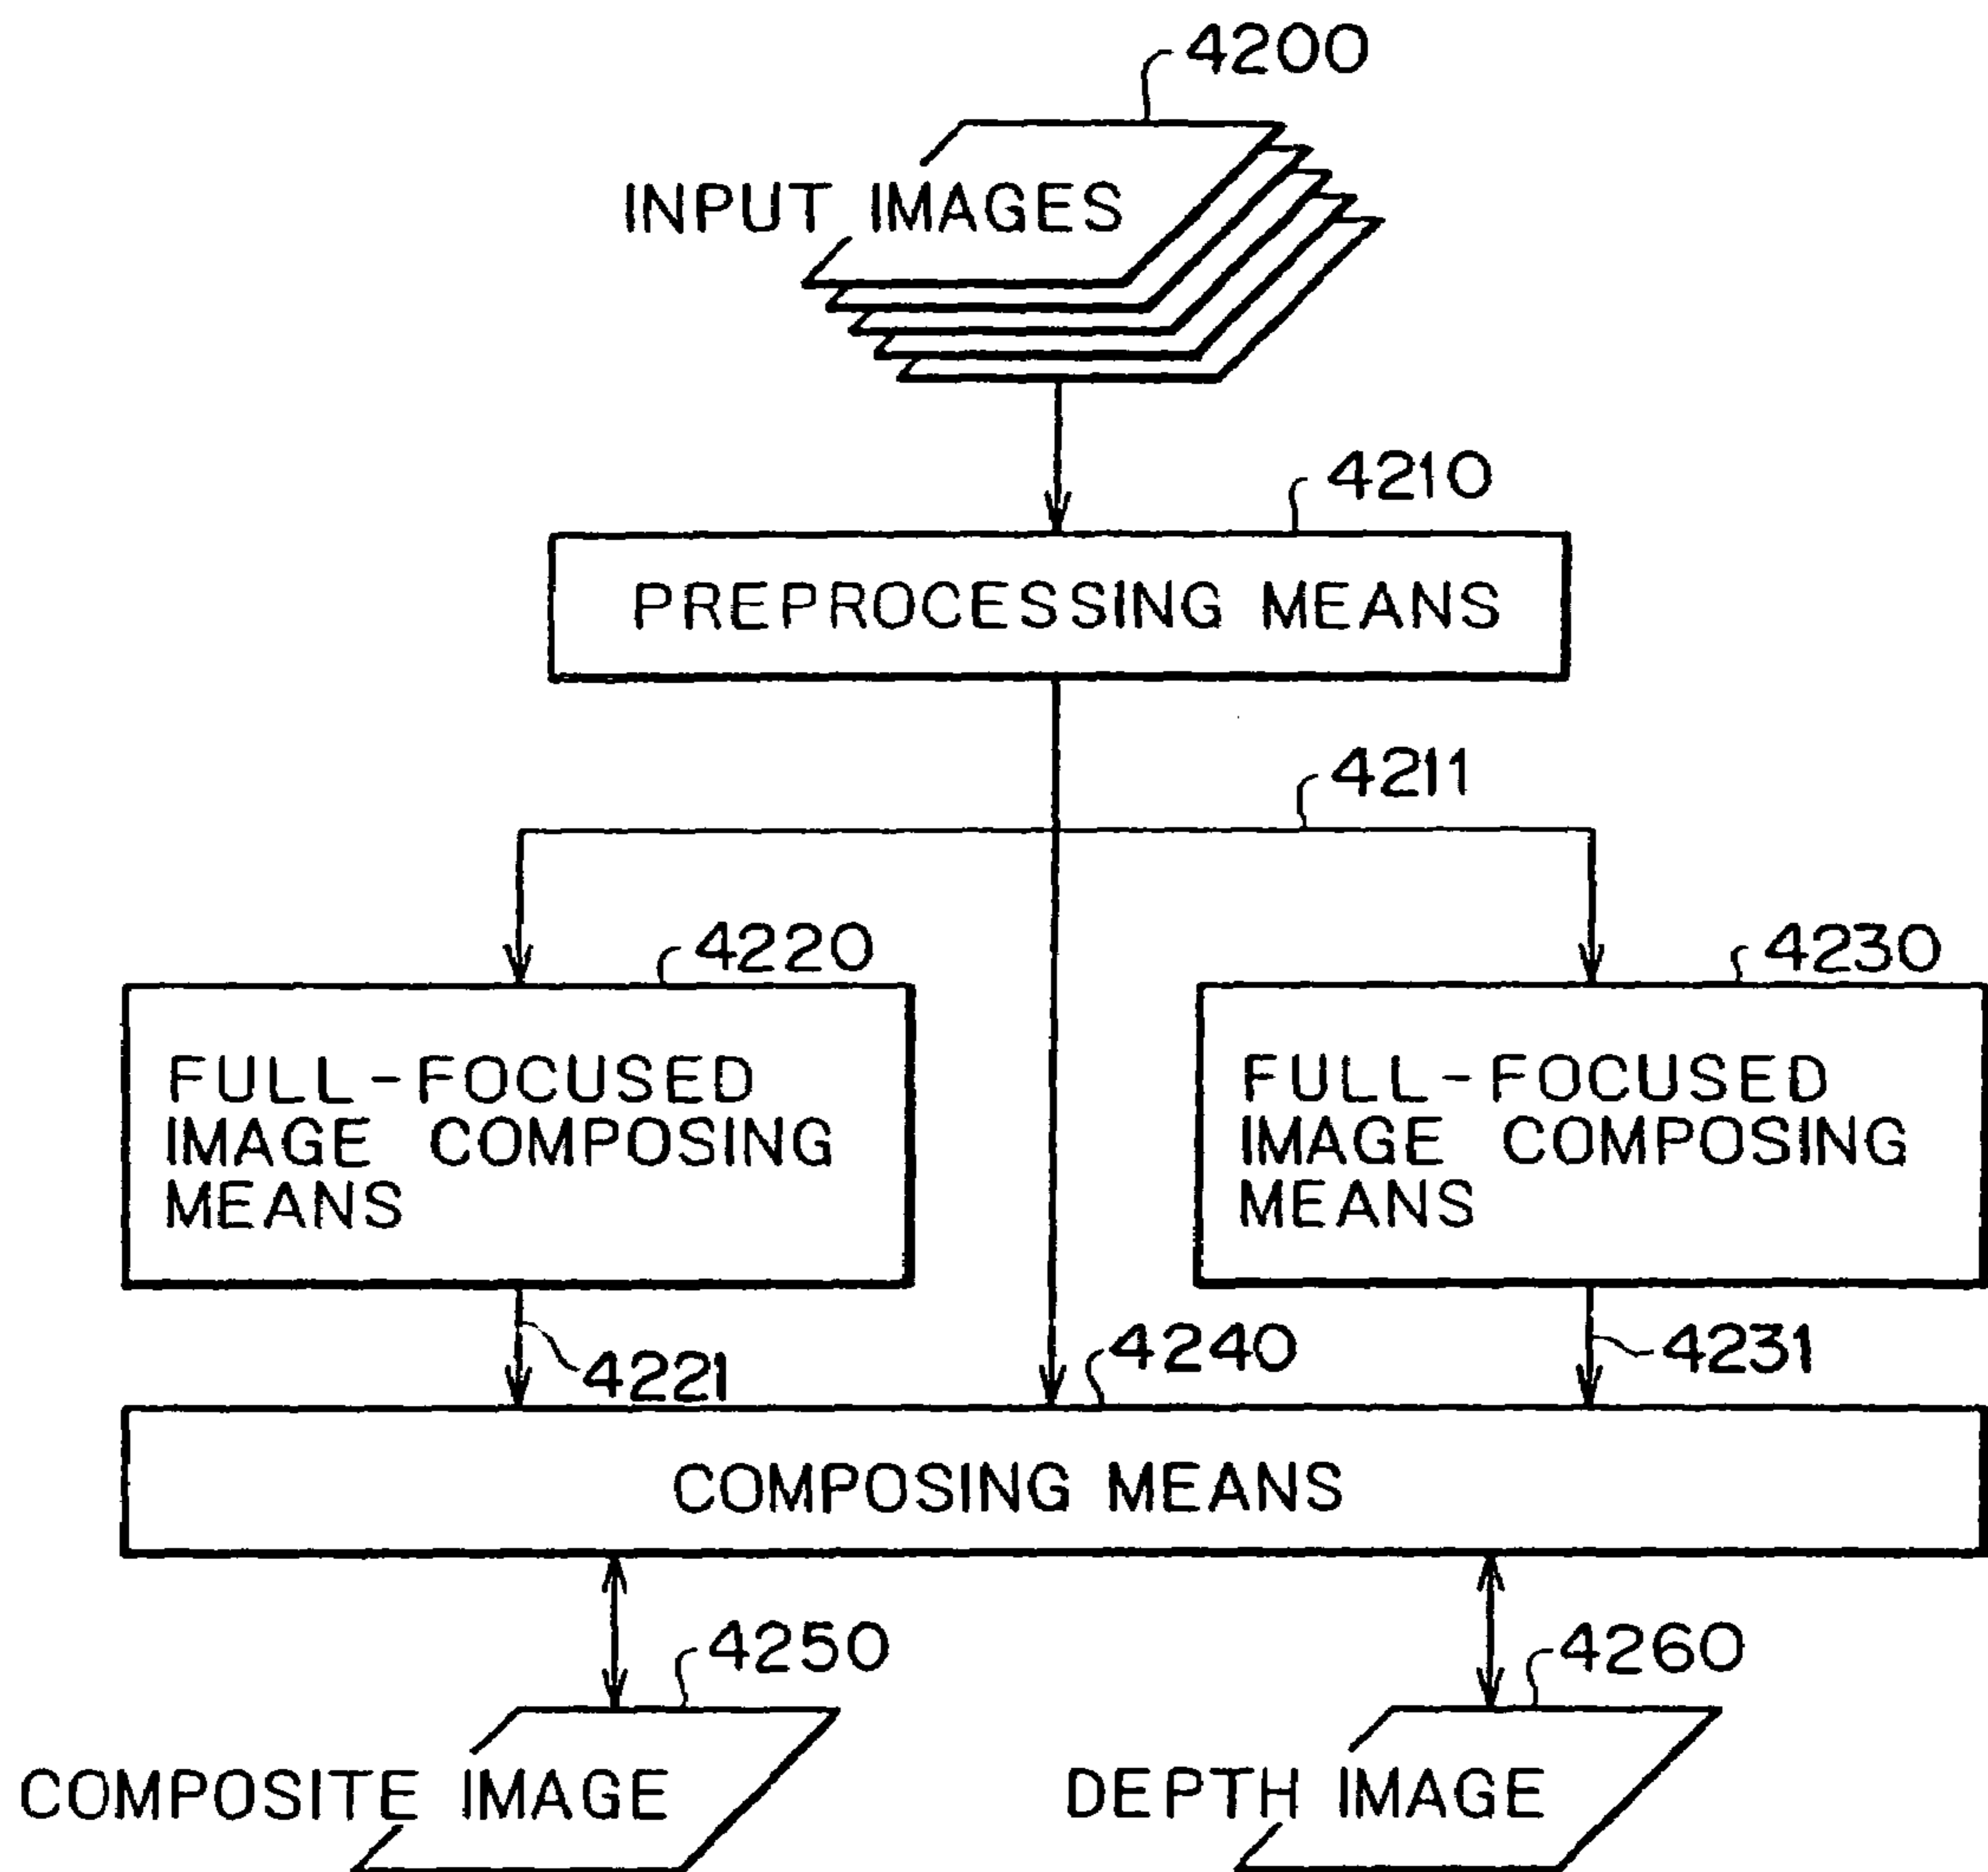 4200
INPUT IMAGES
4210
PREPROCESSING MEANS
4211
4220
4230
FULL-FOCUSED
IMAGE COMPOSING
MEANS
FULL-FOCUSED
IMAGE COMPOSING
MEANS
4221
4240
4231
COMPOSING MEANS
4250
4260
COMPOSITE IMAGE
DEPTH IMAGE